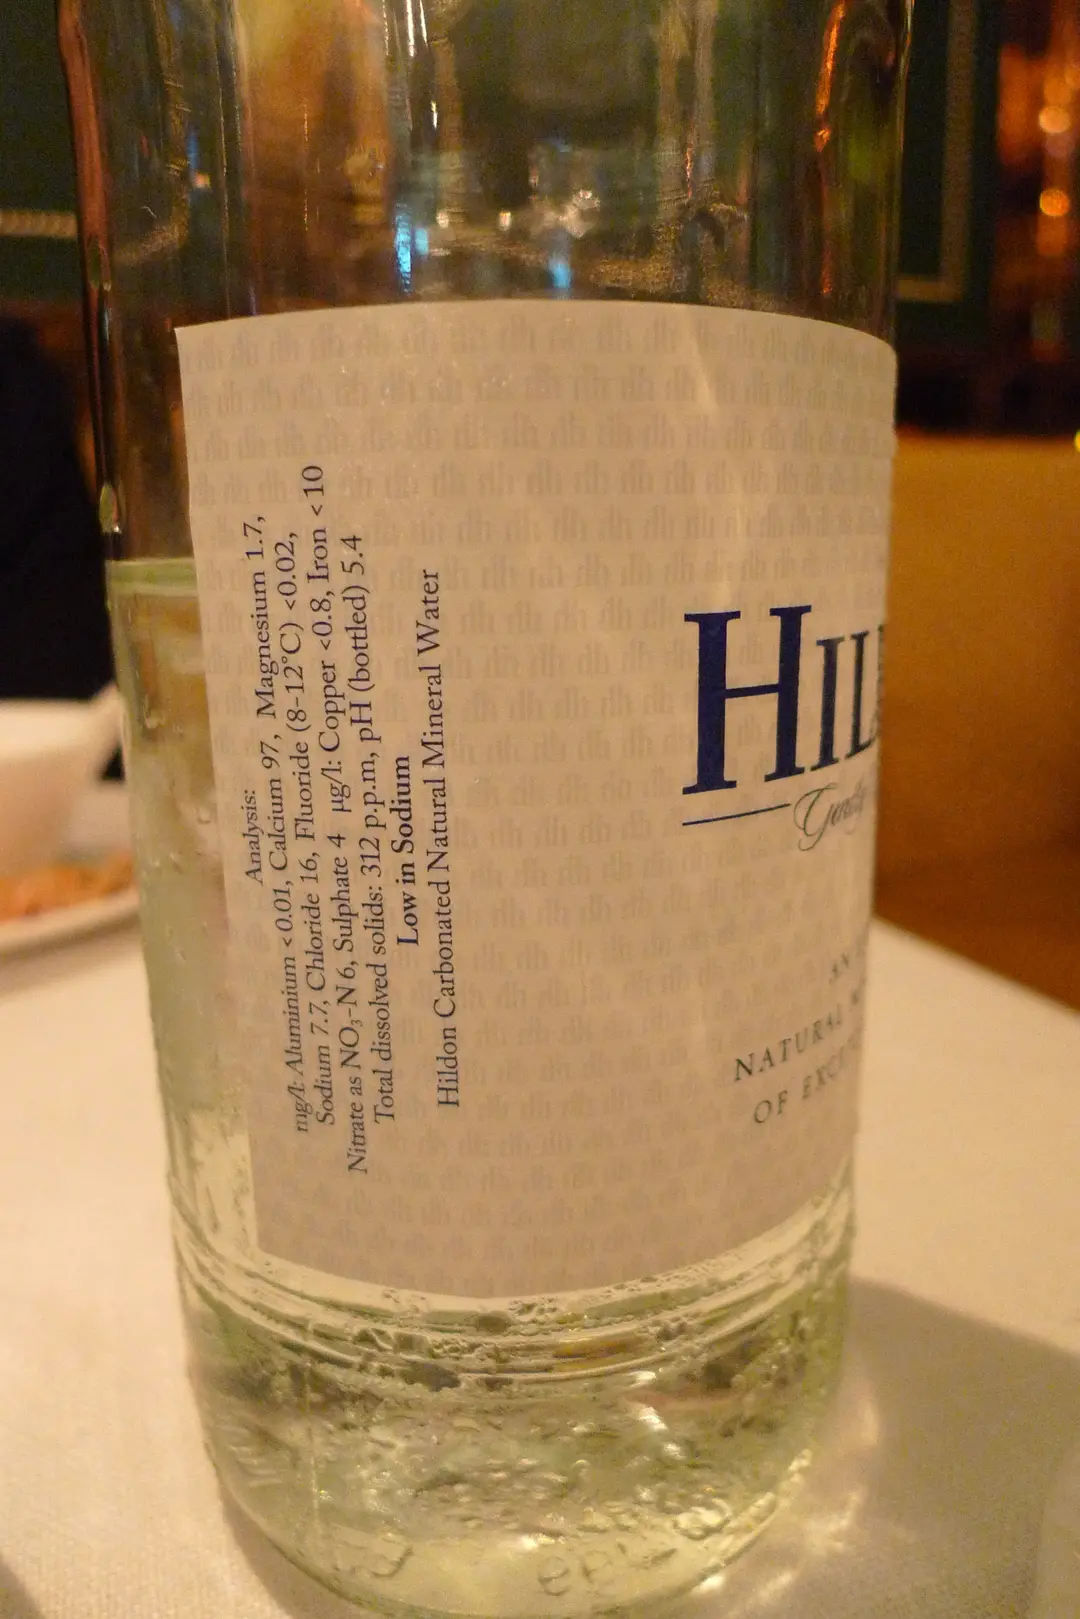 Analysis:
mg/l: Aluminium <0.01, Calcium 97, Magnesium 1.7,
Sodium 7.7, Chloride 16, Fluoride (8-12°C) <0.02,
Nitrate as NO₃-N 6, Sulphate 4 µg/l: Copper <0.8, Iron <10
Total dissolved solids: 312 p.p.m, pH (bottled) 5.4
Low in Sodium
Hildon Carbonated Natural Mineral Water
HIL
AN
NATURAL
OF